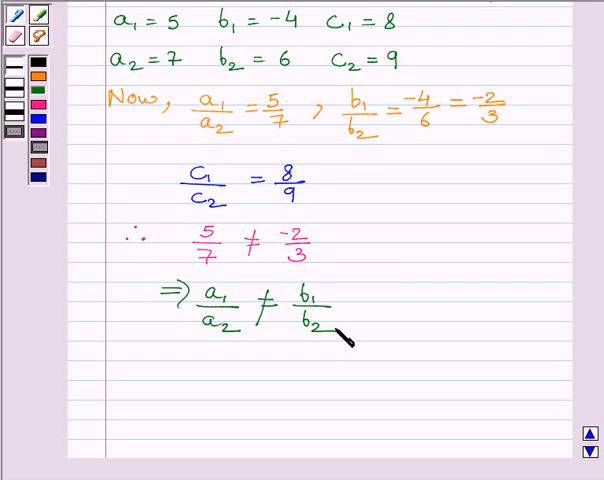 a₁ = 5 b₁ = -4 c₁ = 8
a₂ = 7 b₂ = 6 c₂ = 9
Now, a₁/a₂ = 5/7 , b₁/b₂ = -4/6 = -2/3
c₁/c₂ = 8/9
∴ 5/7 ≠ -2/3
⇒ a₁/a₂ ≠ b₁/b₂